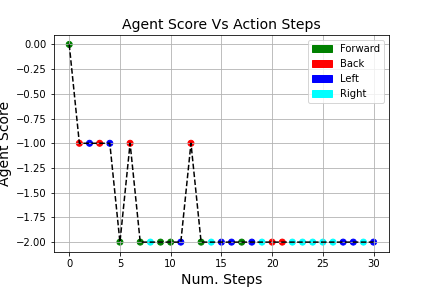 Agent Score Vs Action Steps
0.00
−0.25
−0.50
−0.75
−1.00
−1.25
−1.50
−1.75
−2.00
Agent Score
Forward
Back
Left
Right
0 5 10 15 20 25 30
Num. Steps